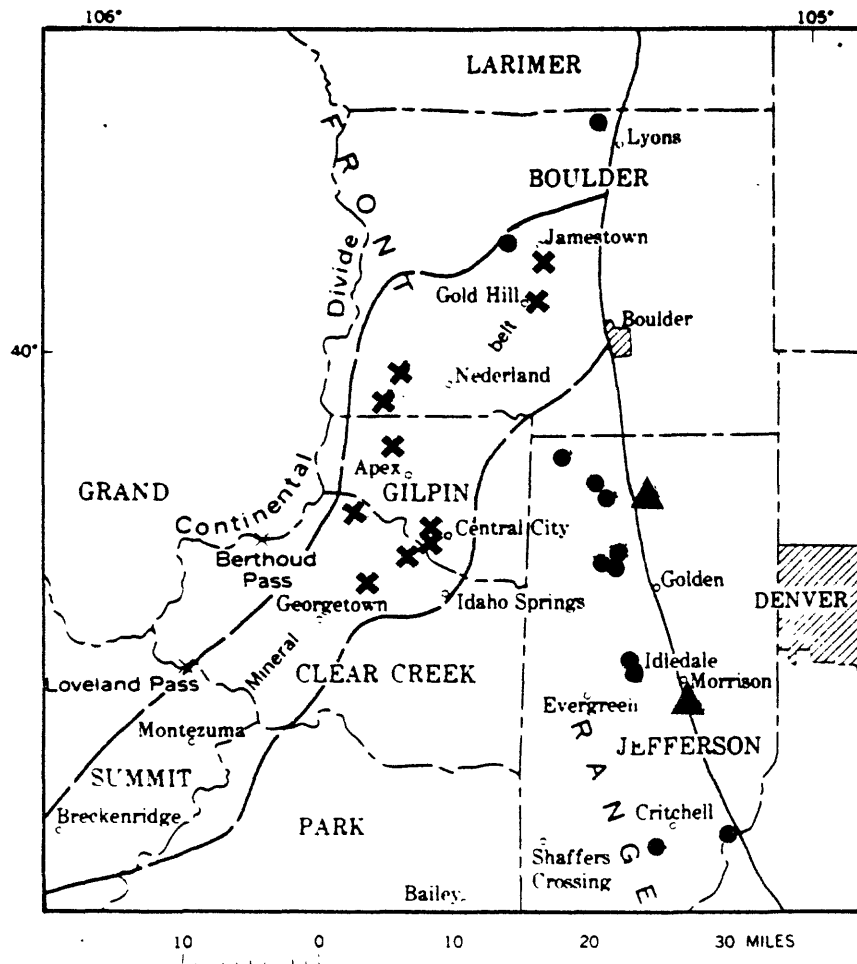 106°
105°
LARIMER
Lyons
BOULDER
FRONT
Jamestown
Divide
Gold Hill
belt
Boulder
40°
Nederland
Apex
GRAND
GILPIN
Continental
Central City
Berthoud
Pass
Golden
Georgetown
Idaho Springs
DENVER
Mineral
Idledale
CLEAR CREEK
Loveland Pass
Morrison
Evergreen
Montezuma
JEFFERSON
RANGE
SUMMIT
Breckenridge
Critchell
PARK
Shaffers
Crossing
Bailey
10 0 10 20 30 MILES